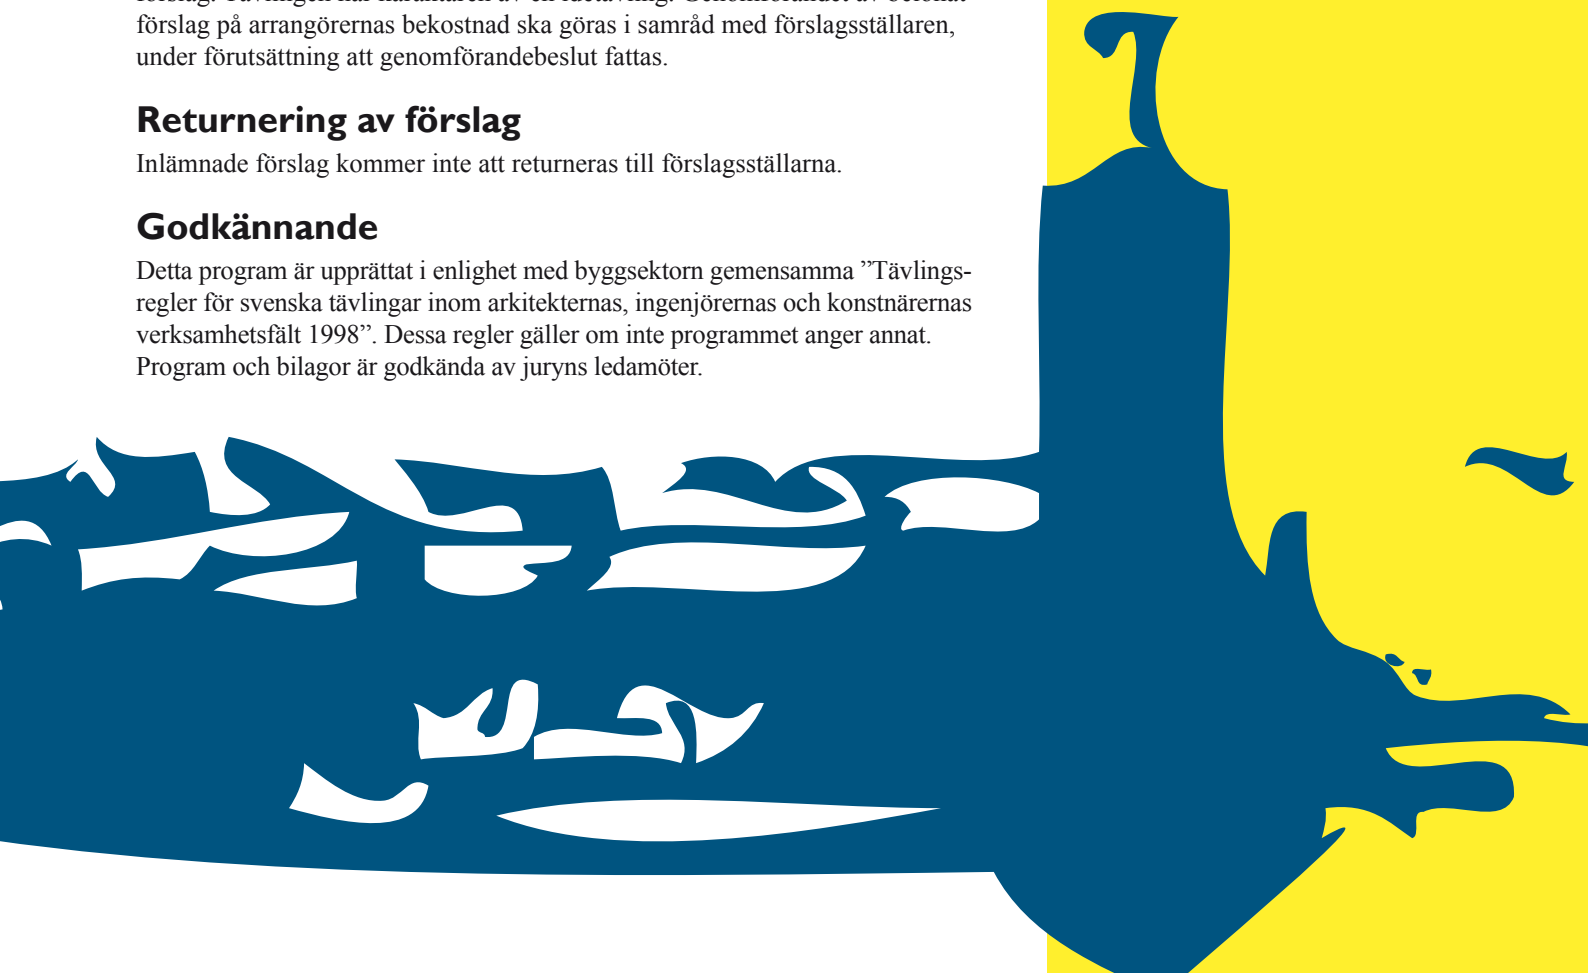 förslag på arrangörernas bekostnad ska göras i samråd med förslagsställaren,
under förutsättning att genomförandebeslut fattas.
Returnering av förslag
Inlämnade förslag kommer inte att returneras till förslagsställarna.
Godkännande
Detta program är upprättat i enlighet med byggsektorn gemensamma ”Tävlings-
regler för svenska tävlingar inom arkitekternas, ingenjörernas och konstnärernas
verksamhetsfält 1998”. Dessa regler gäller om inte programmet anger annat.
Program och bilagor är godkända av juryns ledamöter.